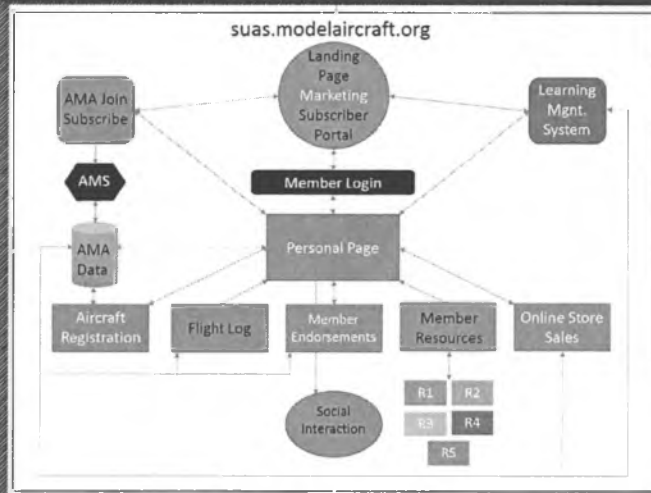 suas.modelaircraft.org
Landing
Page
Marketing
Subscriber
Portal
AMA Join
Subscribe
Learning
Mgnt.
System
AMS
Member Login
AMA
Data
Personal Page
Aircraft
Registration
Flight Log
Member
Endorsements
Member
Resources
Online Store
Sales
Social
Interaction
R1 R2
R3 R4
R5